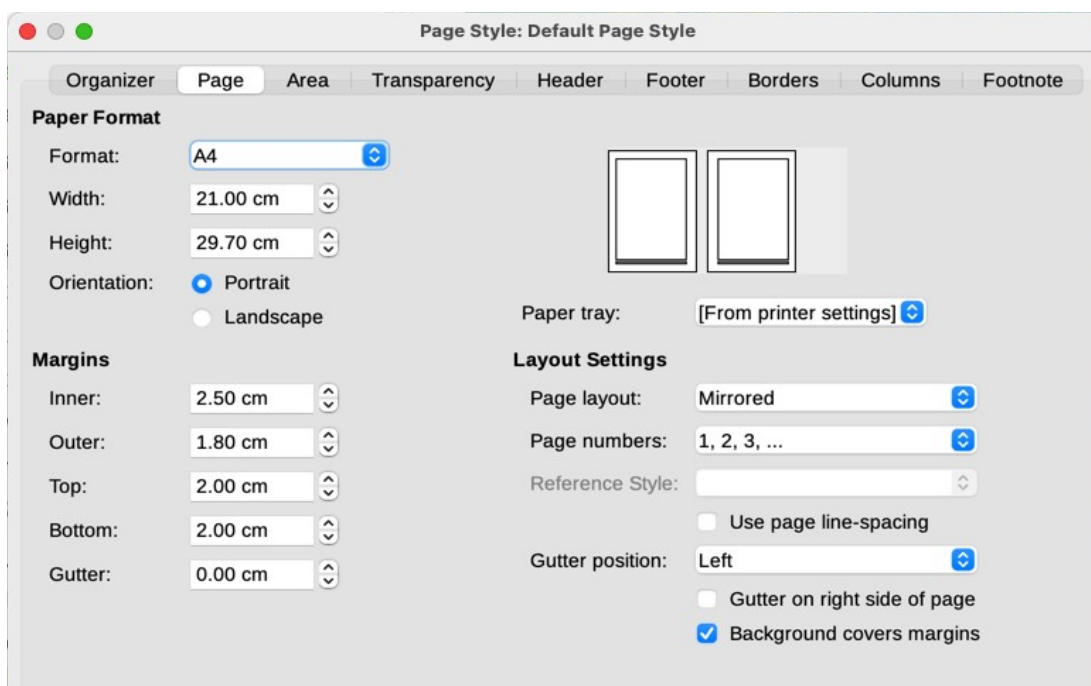 Page Style: Default Page Style
Organizer Page Area Transparency Header Footer Borders Columns Footnote
Paper Format
Format: A4
Width: 21.00 cm
Height: 29.70 cm
Orientation: Portrait
Landscape
Paper tray: [From printer settings]
Margins
Inner: 2.50 cm
Outer: 1.80 cm
Top: 2.00 cm
Bottom: 2.00 cm
Gutter: 0.00 cm
Layout Settings
Page layout: Mirrored
Page numbers: 1, 2, 3, ...
Reference Style:
Use page line-spacing
Gutter position: Left
Gutter on right side of page
Background covers margins